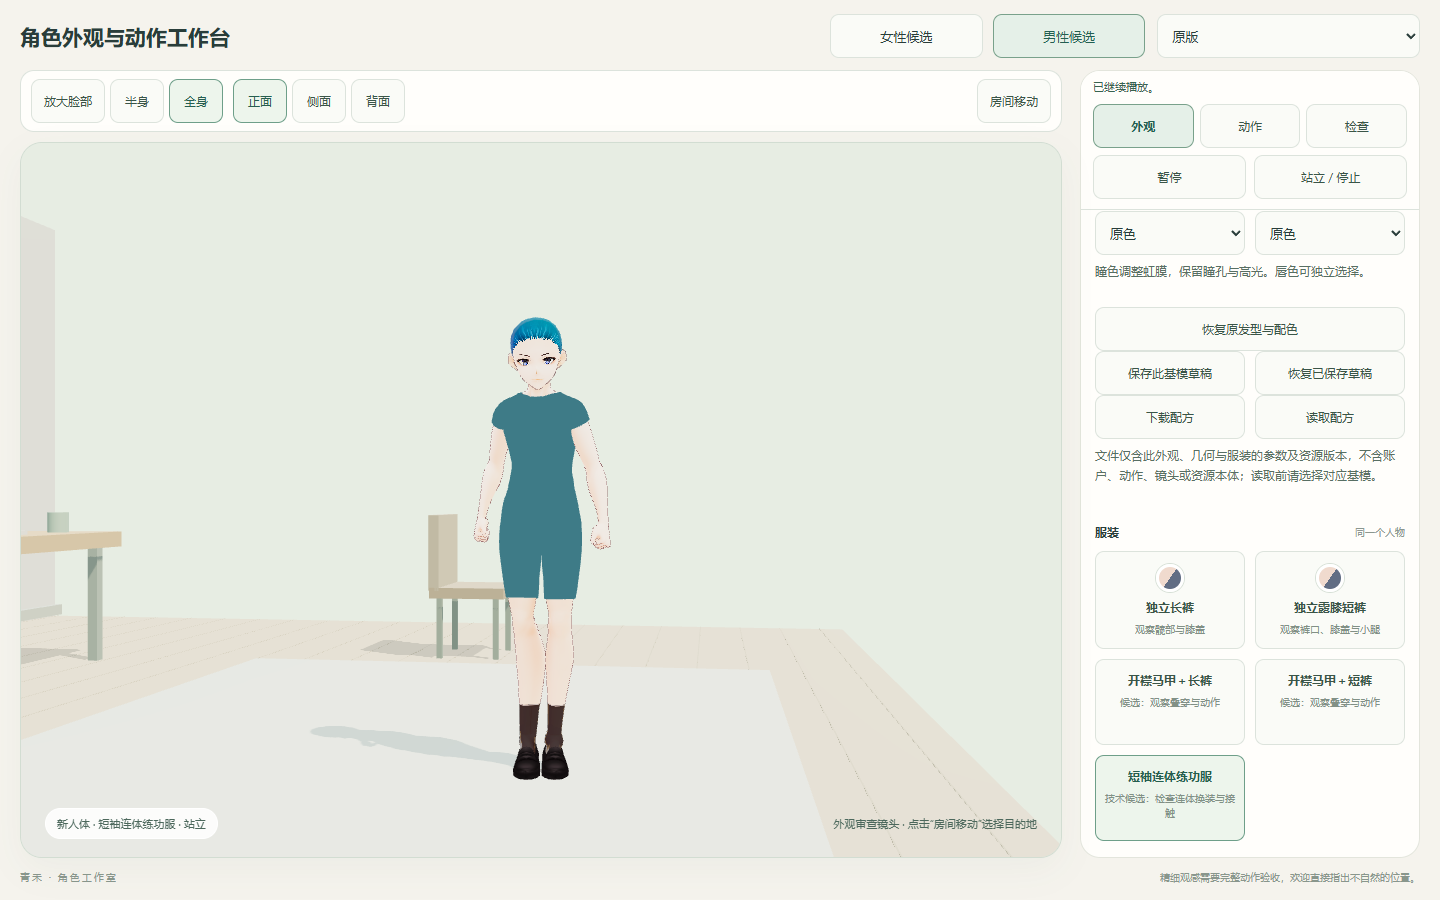 角色外观与动作工作台
女性候选
男性候选
原版
放大脸部
半身
全身
正面
侧面
背面
房间移动
已继续播放。
外观
动作
检查
暂停
站立 / 停止
原色
原色
瞳色调整虹膜，保留瞳孔与高光。唇色可独立选择。
恢复原发型与配色
保存此基模草稿
恢复已保存草稿
下载配方
读取配方
文件仅含此外观、几何与服装的参数及资源版本，不含账
户、动作、镜头或资源本体；读取前请选择对应基模。
服装
同一个人物
独立长裤
观察髋部与膝盖
独立露膝短裤
观察裤口、膝盖与小腿
开襟马甲 + 长裤
候选：观察叠穿与动作
开襟马甲 + 短裤
候选：观察叠穿与动作
短袖连体练功服
技术候选：检查连体换装与接
触
新人体 · 短袖连体练功服 · 站立
外观审查镜头 · 点击“房间移动”选择目的地
青禾 · 角色工作室
精细观感需要完整动作验收，欢迎直接指出不自然的位置。